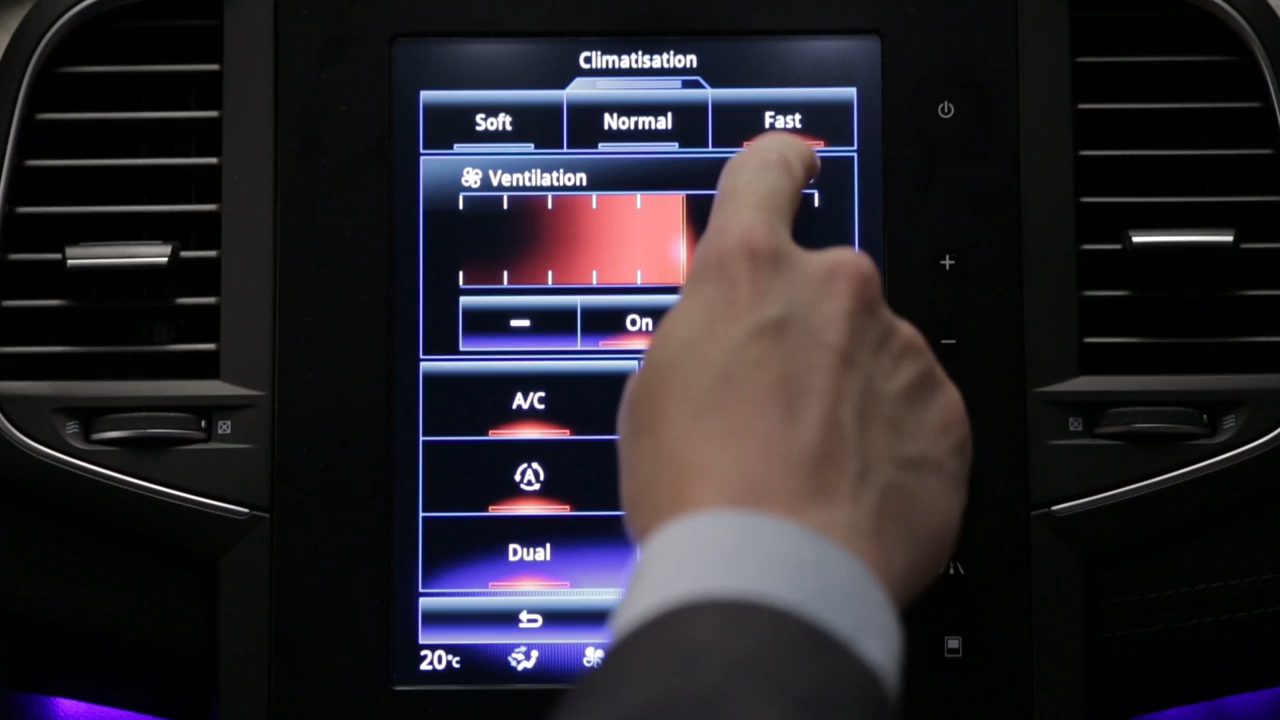 Climatisation
Soft Normal Fast
Ventilation
On
A/C
A
Dual
20°c